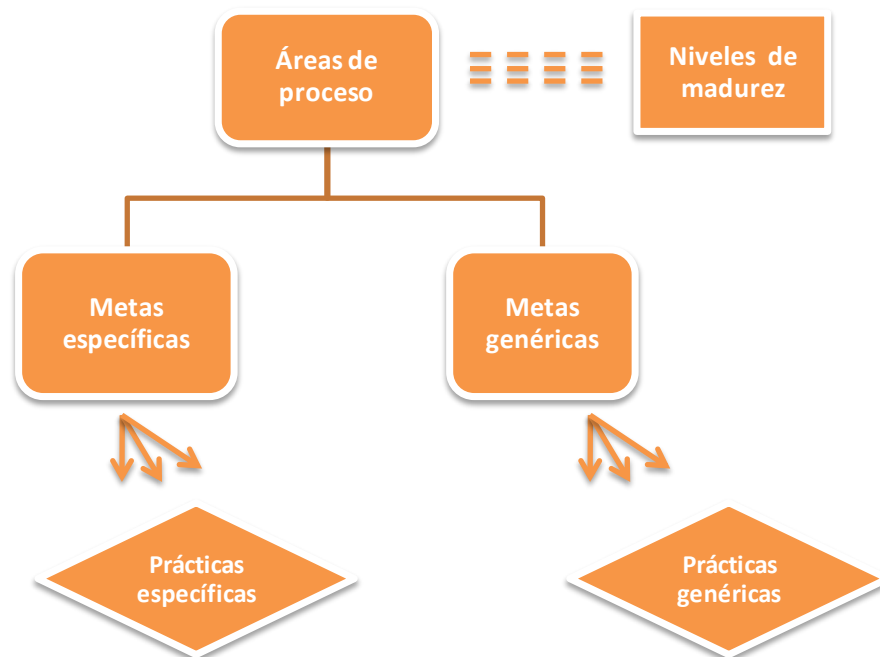 Áreas de
proceso
Niveles de
madurez
Metas
específicas
Metas
genéricas
Prácticas
específicas
Prácticas
genéricas